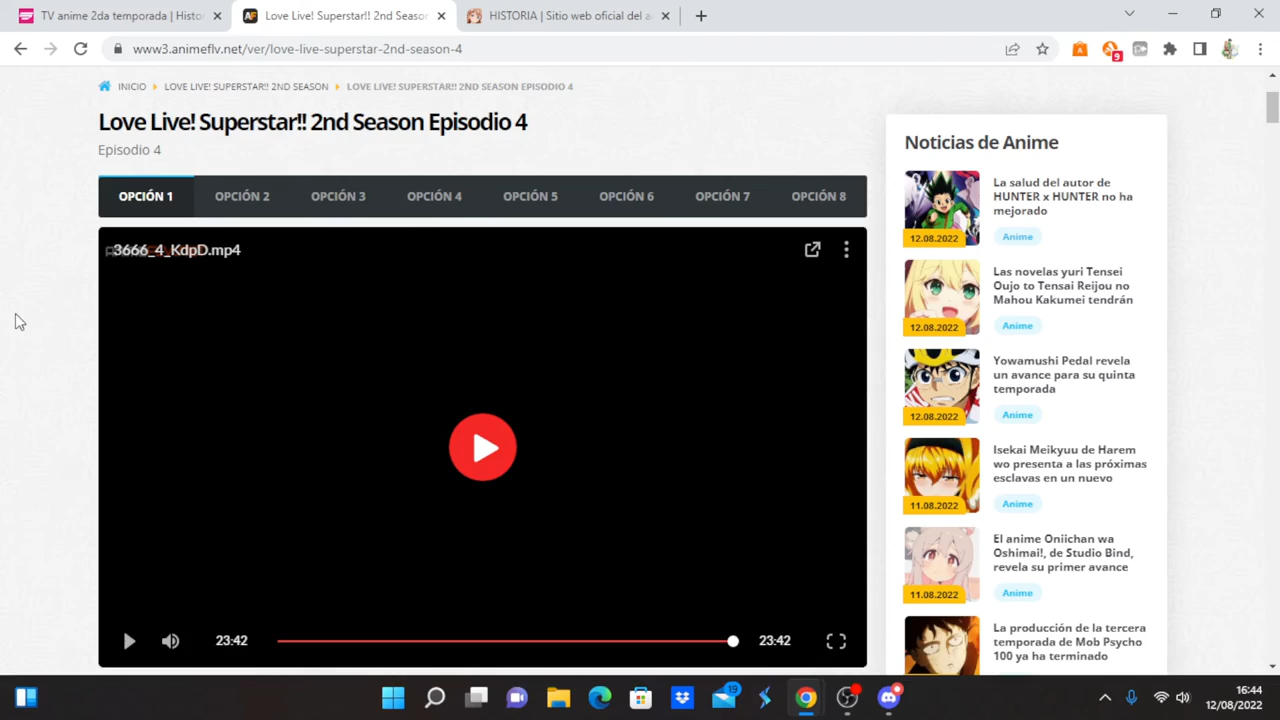 TV anime 2da temporada | Histor
Love Live! Superstar!! 2nd Season
HISTORIA | Sitio web oficial del a
www3.animeflv.net/ver/love-live-superstar-2nd-season-4
9
INICIO
LOVE LIVE! SUPERSTAR!! 2ND SEASON
LOVE LIVE! SUPERSTAR!! 2ND SEASON EPISODIO 4
Love Live! Superstar!! 2nd Season Episodio 4
Episodio 4
OPCIÓN 1
OPCIÓN 2
OPCIÓN 3
OPCIÓN 4
OPCIÓN 5
OPCIÓN 6
OPCIÓN 7
OPCIÓN 8
3666_4_KdpD.mp4
23:42
23:42
Noticias de Anime
La salud del autor de
HUNTER x HUNTER no ha
mejorado
12.08.2022
Anime
Las novelas yuri Tensei
Oujo to Tensai Reijou no
Mahou Kakumei tendrán
12.08.2022
Anime
Yowamushi Pedal revela
un avance para su quinta
temporada
12.08.2022
Anime
Isekai Meikyuu de Harem
wo presenta a las próximas
esclavas en un nuevo
11.08.2022
Anime
El anime Oniichan wa
Oshimai!, de Studio Bind,
revela su primer avance
11.08.2022
Anime
La producción de la tercera
temporada de Mob Psycho
100 ya ha terminado
19
16:44
12/08/2022